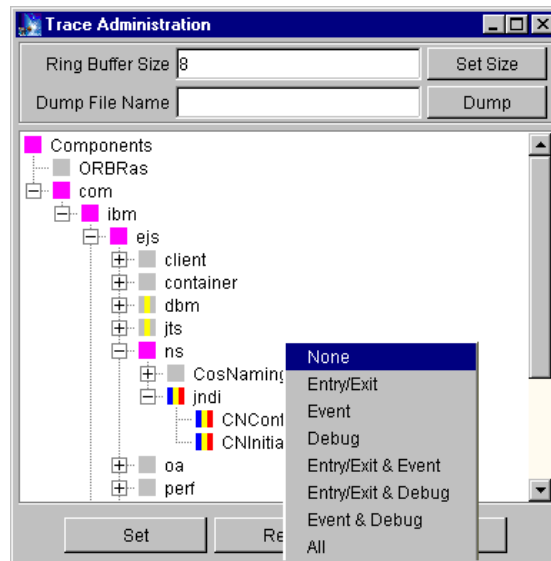 Trace Administration
Ring Buffer Size 8 Set Size
Dump File Name Dump
Components
ORBRas
com
ibm
ejs
client
container
dbm
jts
ns
CosNaming
jndi
CNConf
CNInitia
oa
perf
None
Entry/Exit
Event
Debug
Entry/Exit & Event
Entry/Exit & Debug
Event & Debug
All
Set